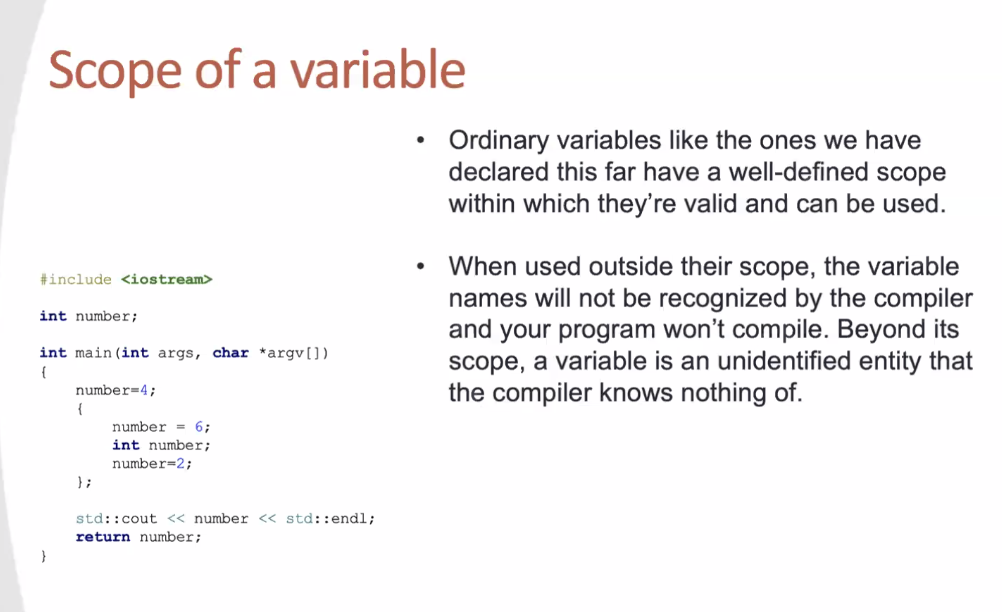 Scope of a variable
• Ordinary variables like the ones we have
declared this far have a well-defined scope
within which they're valid and can be used.
• When used outside their scope, the variable
names will not be recognized by the compiler
and your program won't compile. Beyond its
scope, a variable is an unidentified entity that
the compiler knows nothing of.
#include <iostream>
int number;
int main(int args, char *argv[])
{
    number=4;
    {
        number = 6;
        int number;
        number=2;
    };
    std::cout << number << std::endl;
    return number;
}